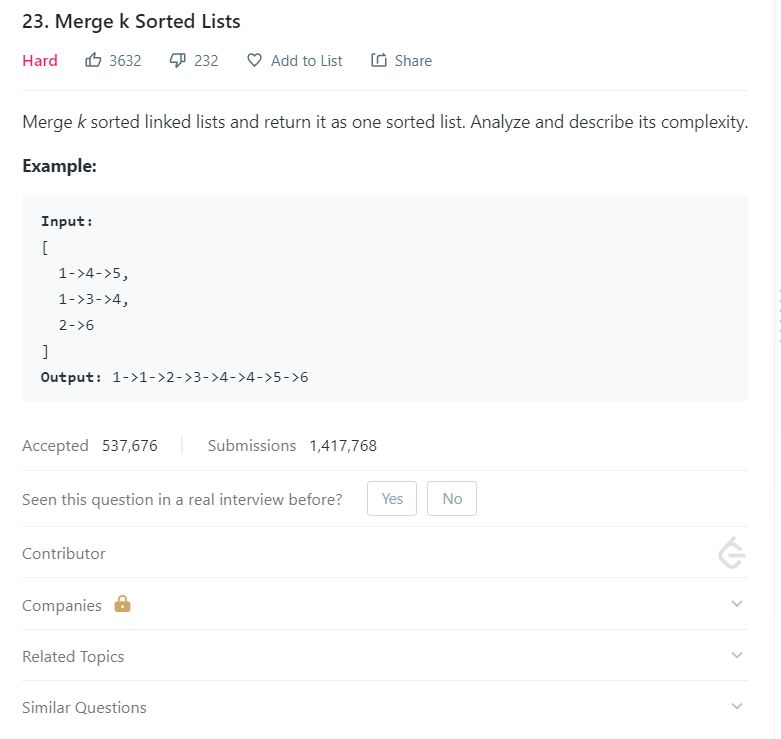 23. Merge k Sorted Lists
Hard 3632 232 Add to List Share
Merge k sorted linked lists and return it as one sorted list. Analyze and describe its complexity.
Example:
Input:
[
  1->4->5,
  1->3->4,
  2->6
]
Output: 1->1->2->3->4->4->5->6
Accepted 537,676 Submissions 1,417,768
Seen this question in a real interview before? Yes No
Contributor
Companies
Related Topics
Similar Questions